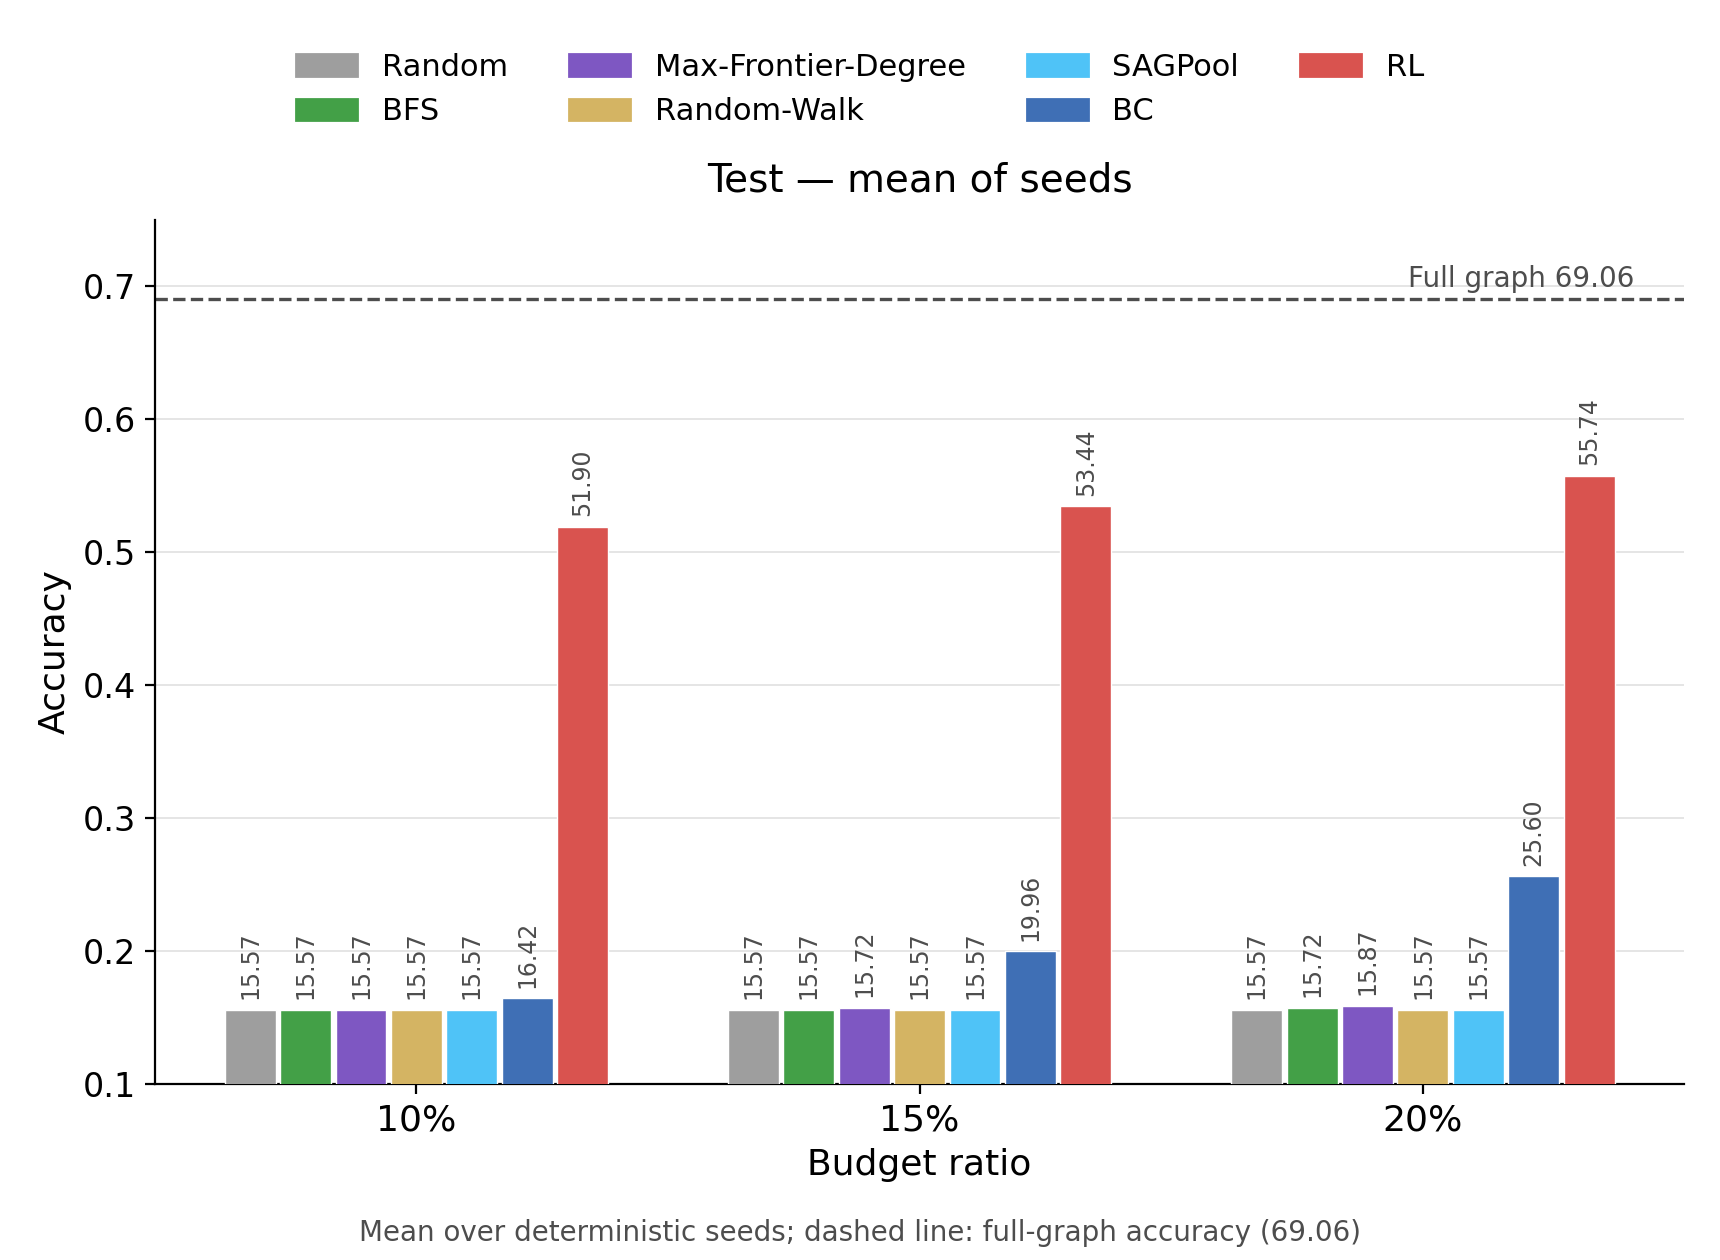 Random Max-Frontier-Degree SAGPool RL
BFS Random-Walk BC
Test — mean of seeds
Full graph 69.06
0.7
0.6
0.5
0.4
0.3
0.2
0.1
Accuracy
15.57 15.57 15.57 15.57 15.57 16.42 51.90
15.57 15.57 15.72 15.57 15.57 19.96 53.44
15.57 15.72 15.87 15.57 15.57 25.60 55.74
10% 15% 20%
Budget ratio
Mean over deterministic seeds; dashed line: full-graph accuracy (69.06)